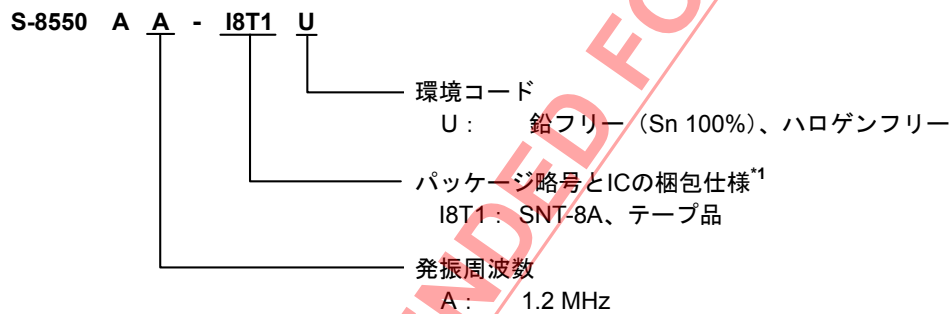 S-8550 A A - I8T1 U
環境コード
U： 鉛フリー（Sn 100%）、ハロゲンフリー
パッケージ略号とICの梱包仕様*1
I8T1： SNT-8A、テープ品
発振周波数
A： 1.2 MHz
NDED FO